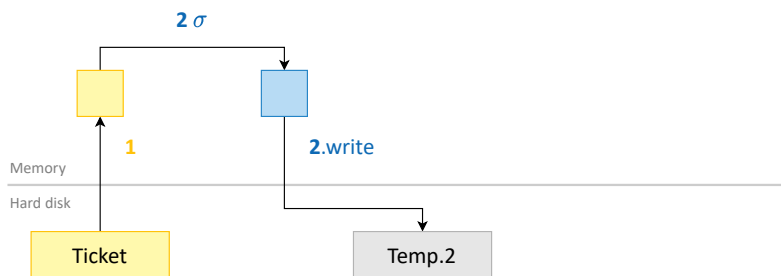 2 σ
1
2.write
Memory
Hard disk
Ticket
Temp.2